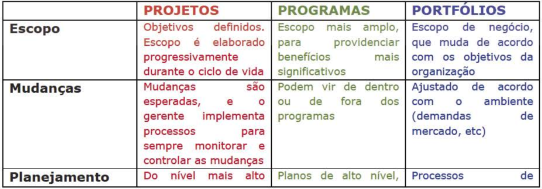 PROJETOS PROGRAMAS PORTFÓLIOS
Escopo
Objetivos definidos.
Escopo é elaborado
progressivamente
durante o ciclo de vida
Escopo mais amplo,
para providenciar
benefícios mais
significativos
Escopo de negócio,
que muda de acordo
com os objetivos da
organização
Mudanças
Mudanças são
esperadas, e o
gerente implementa
processos para
sempre monitorar e
controlar as mudanças
Podem vir de dentro
ou de fora dos
programas
Ajustado de acordo
com o ambiente
(demandas de
mercado, etc)
Planejamento
Do nível mais alto
Planos de alto nível,
Processos de